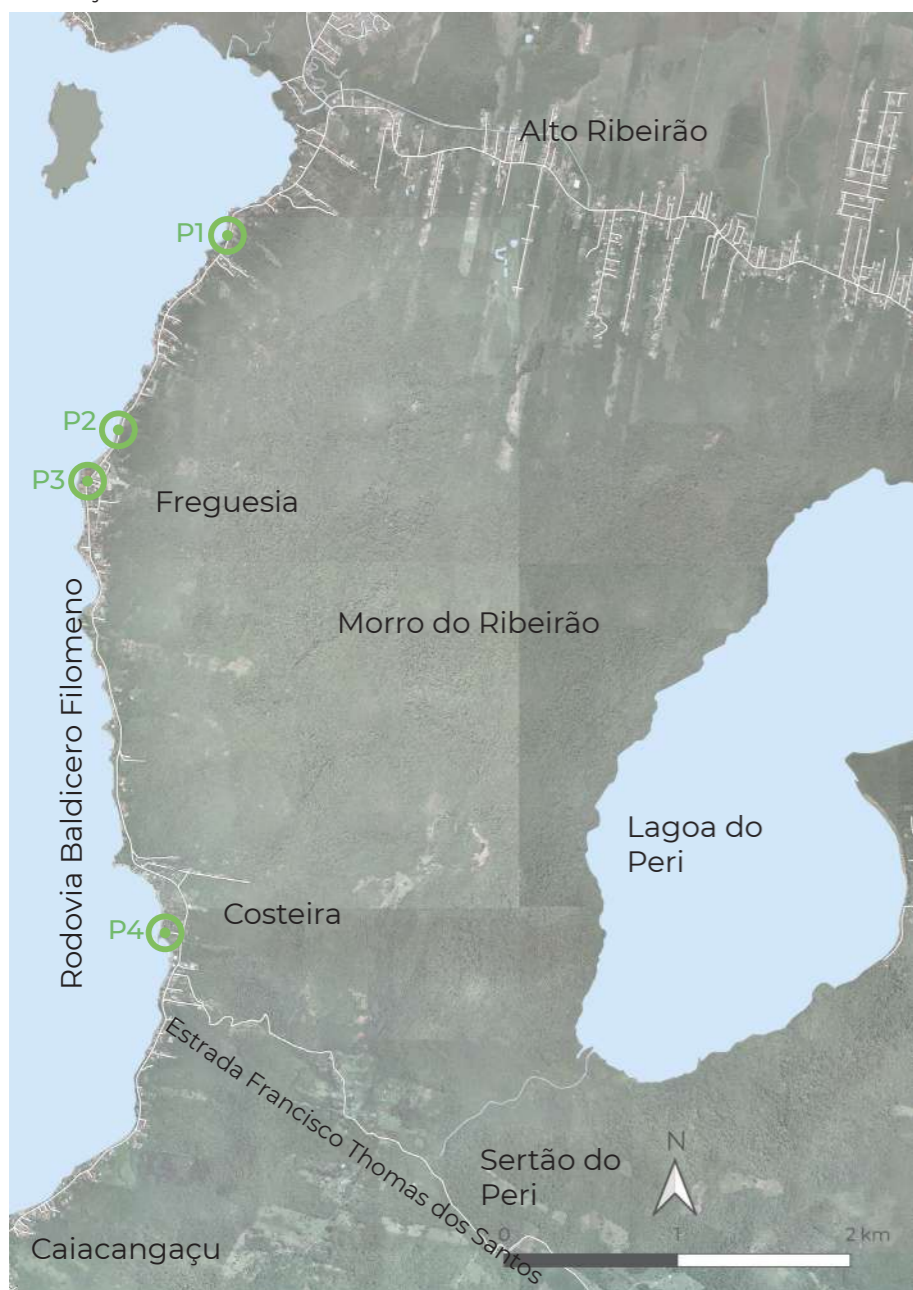 Alto Ribeirão
P1
P2
P3
Freguesia
Rodovia Baldicero Filomeno
Morro do Ribeirão
Lagoa do
Peri
Costeira
P4
Estrada Francisco Thomas dos Santos
Sertão do
Peri
N
0 1 2 km
Caiacangaçu